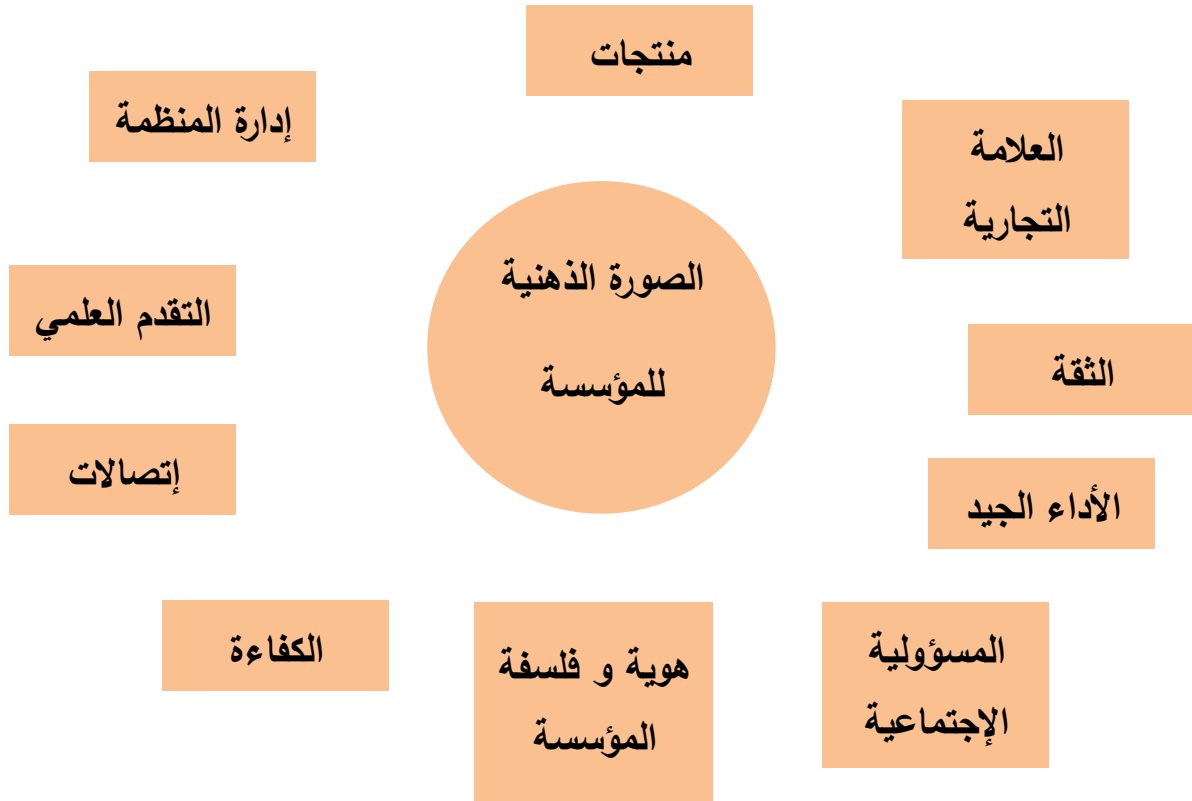 منتجات
إدارة المنظمة
العلامة
التجارية
الصورة الذهنية
للمؤسسة
التقدم العلمي
الثقة
إتصالات
الأداء الجيد
الكفاءة
هوية و فلسفة
المؤسسة
المسؤولية
الإجتماعية